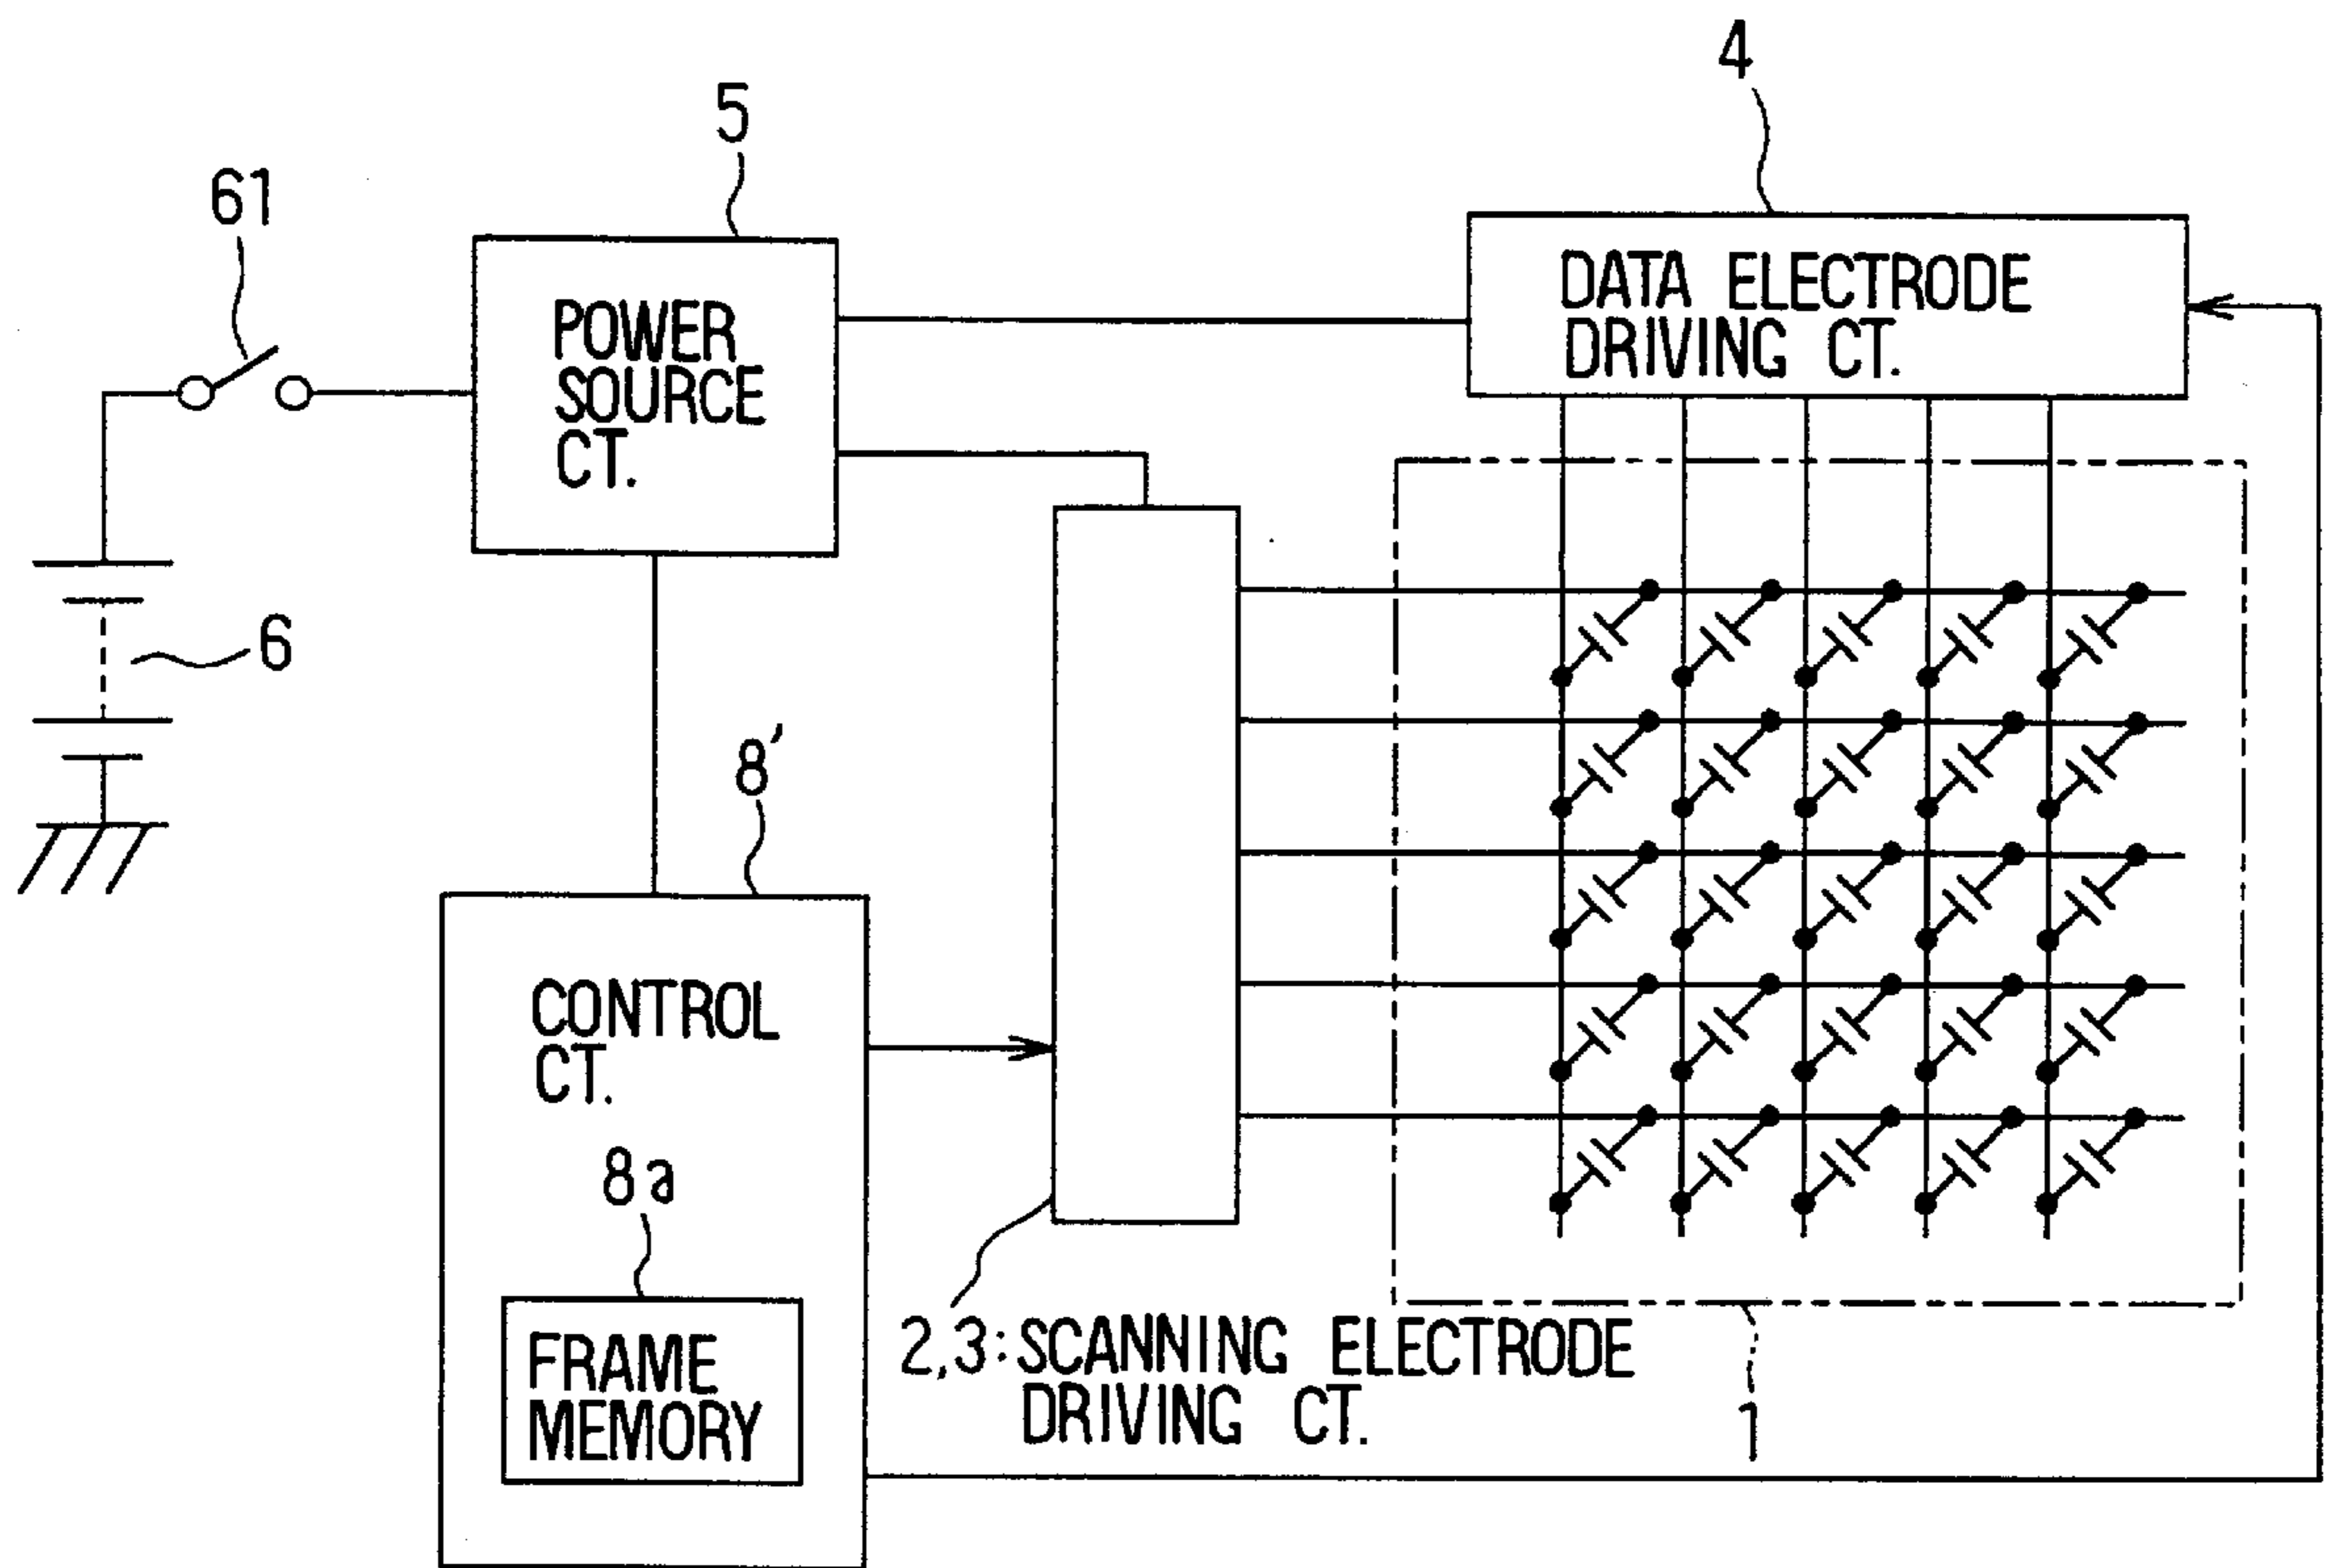 4
5
61
DATA ELECTRODE
DRIVING CT.
POWER
SOURCE
CT.
6
8'
CONTROL
CT.
8a
FRAME
MEMORY
2,3:SCANNING ELECTRODE
DRIVING CT.
1